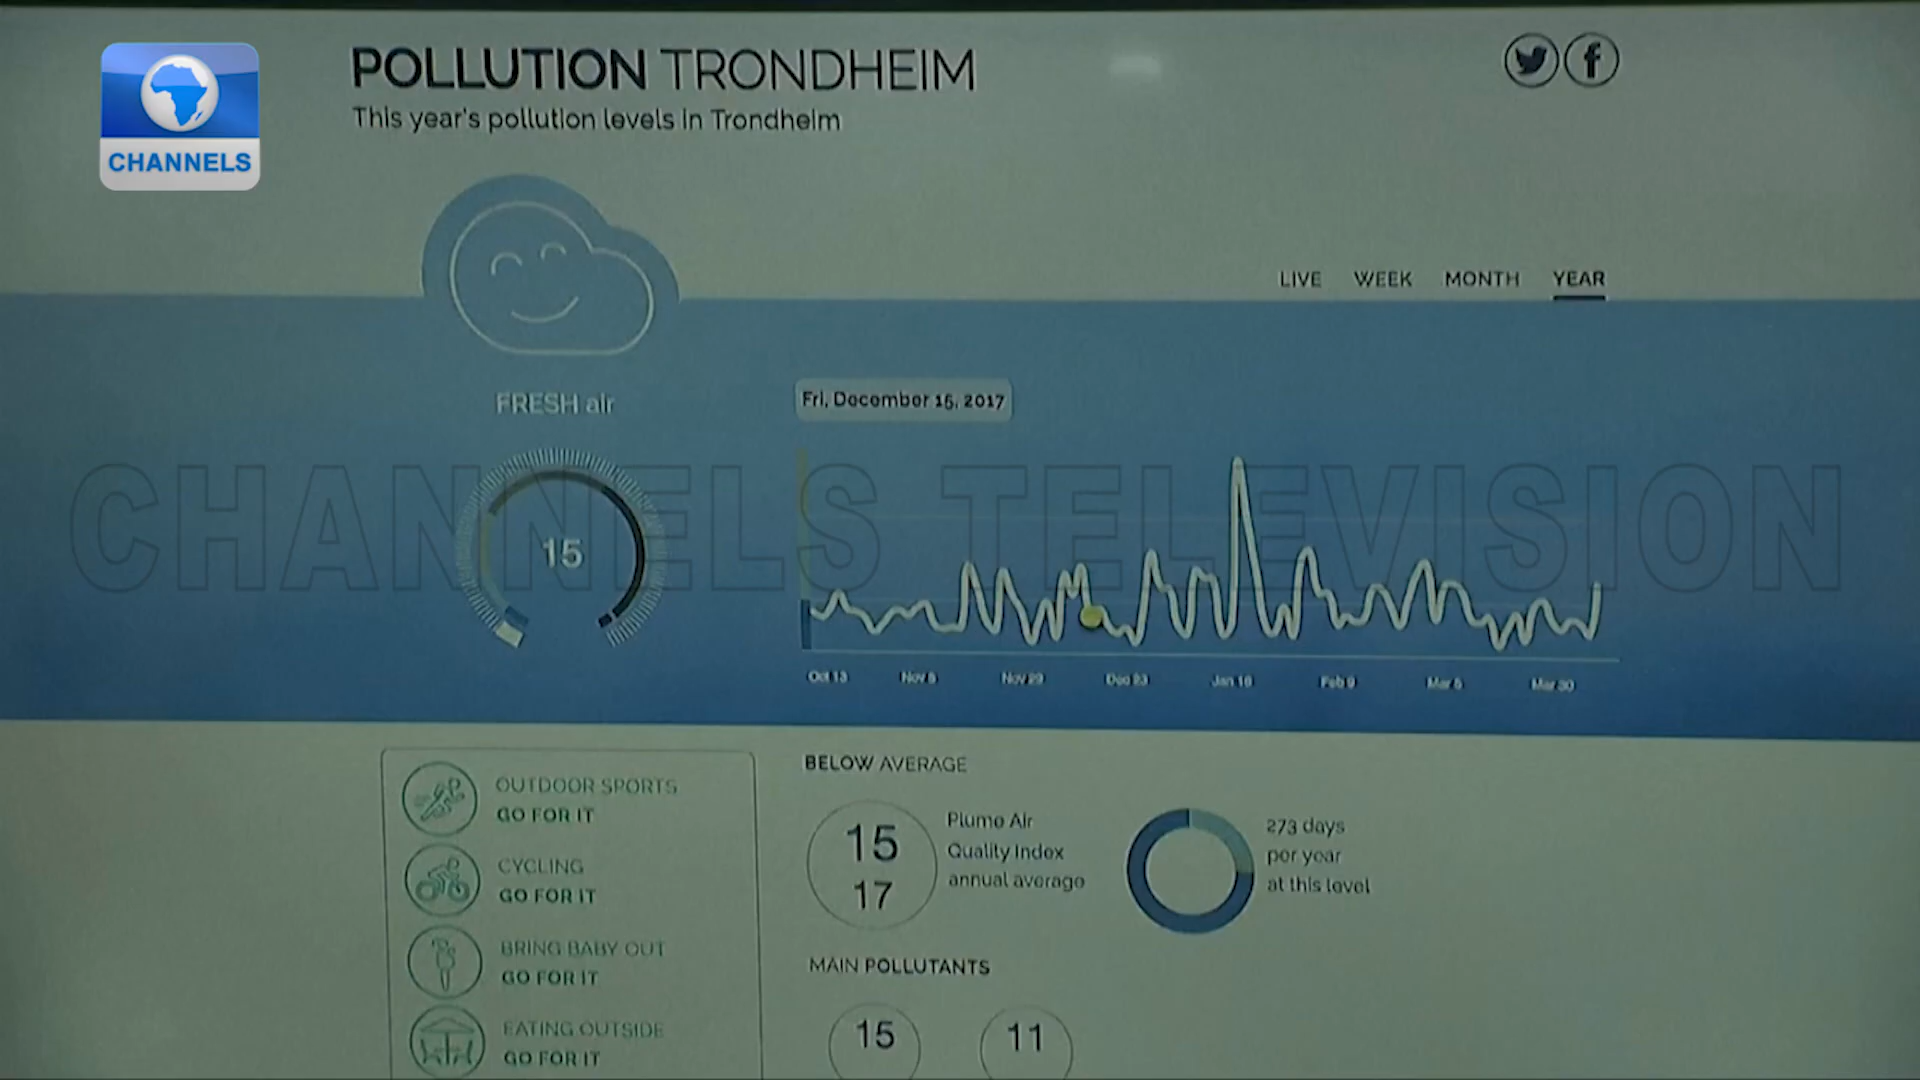 CHANNELS
POLLUTION TRONDHEIM
This year's pollution levels in Trondheim
LIVE WEEK MONTH YEAR
FRESH air
15
Fri, December 15, 2017
CHANNELS TELEVISION
Oct 13 Nov 5 Nov 29 Dec 23 Jan 16 Feb 9 Mar 5 Mar 30
OUTDOOR SPORTS
GO FOR IT
CYCLING
GO FOR IT
BRING BABY OUT
GO FOR IT
EATING OUTSIDE
GO FOR IT
BELOW AVERAGE
15
17
Plume Air
Quality Index
annual average
273 days
per year
at this level
MAIN POLLUTANTS
15 11